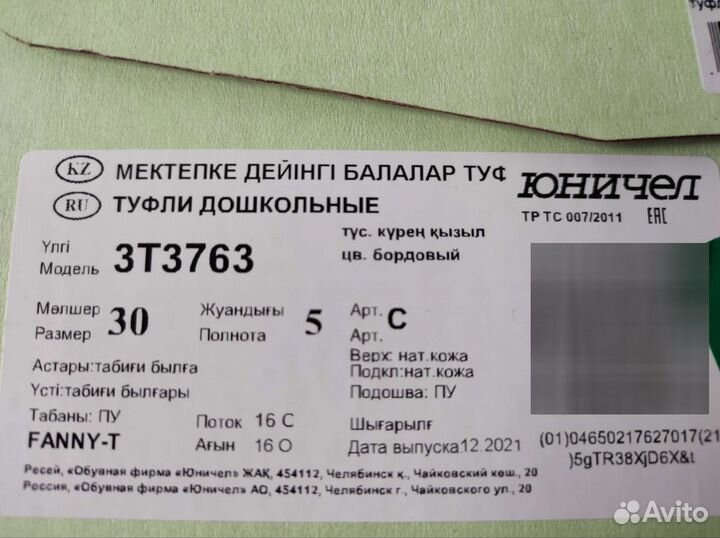 туфл
KZ МЕКТЕПКЕ ДЕЙІНГІ БАЛАЛАР ТУФ
RU ТУФЛИ ДОШКОЛЬНЫЕ
ЮНИЧЕЛ
ТР ТС 007/2011 ЕАС
Үлгі
Модель 3Т3763
түс. күрең қызыл
цв. бордовый
Мөлшер
Размер 30
Жуандығы
Полнота 5
Арт. С
Арт.
Верх: нат.кожа
Подкл:нат.кожа
Подошва: ПУ
Астары:табиғи былға
Үсті:табиғи былғары
Табаны: ПУ
FANNY-T
Поток 16 С
Ағын 16 О
Шығарылғ
Дата выпуска12.2021
(01)04650217627017(21
)5gTR38XjD6X&t
Ресей, «Обувная фирма «Юничел» ЖАҚ, 454112, Челябинск қ., Чайковский көш., 20
Россия, «Обувная фирма «Юничел» АО, 454112, Челябинск г., Чайковского ул., 20
Avito